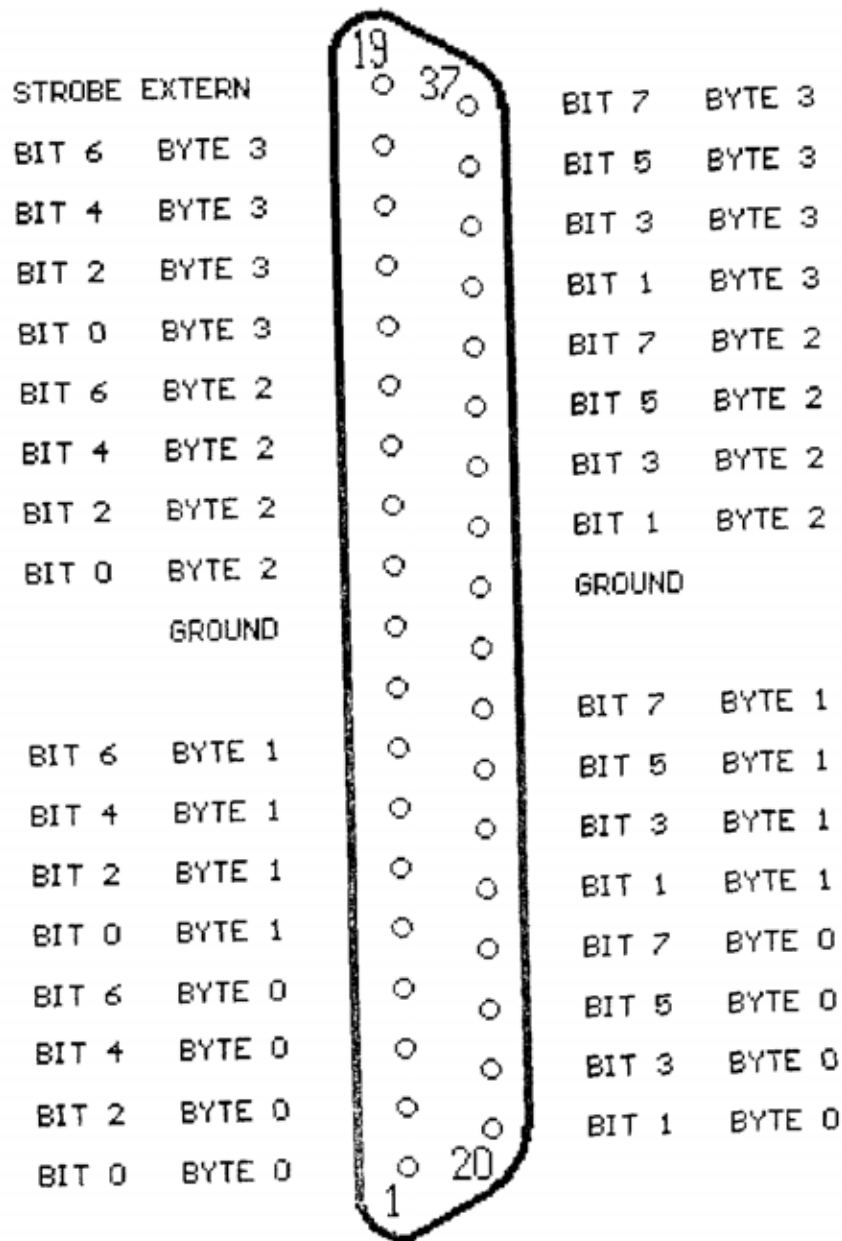 19
STROBE EXTERN 37 BIT 7 BYTE 3
BIT 6 BYTE 3 BIT 5 BYTE 3
BIT 4 BYTE 3 BIT 3 BYTE 3
BIT 2 BYTE 3 BIT 1 BYTE 3
BIT 0 BYTE 3 BIT 7 BYTE 2
BIT 6 BYTE 2 BIT 5 BYTE 2
BIT 4 BYTE 2 BIT 3 BYTE 2
BIT 2 BYTE 2 BIT 1 BYTE 2
BIT 0 BYTE 2 GROUND
GROUND
BIT 7 BYTE 1
BIT 6 BYTE 1 BIT 5 BYTE 1
BIT 4 BYTE 1 BIT 3 BYTE 1
BIT 2 BYTE 1 BIT 1 BYTE 1
BIT 0 BYTE 1 BIT 7 BYTE 0
BIT 6 BYTE 0 BIT 5 BYTE 0
BIT 4 BYTE 0 BIT 3 BYTE 0
BIT 2 BYTE 0 BIT 1 BYTE 0
BIT 0 BYTE 0 20
1